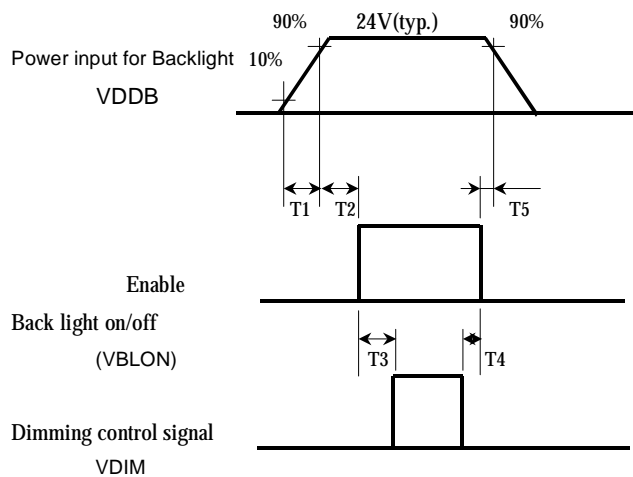 90% 24V(typ.) 90%
Power input for Backlight 10%
VDDB
T1 T2 T5
Enable
Back light on/off
(VBLON) T3 T4
Dimming control signal
VDIM